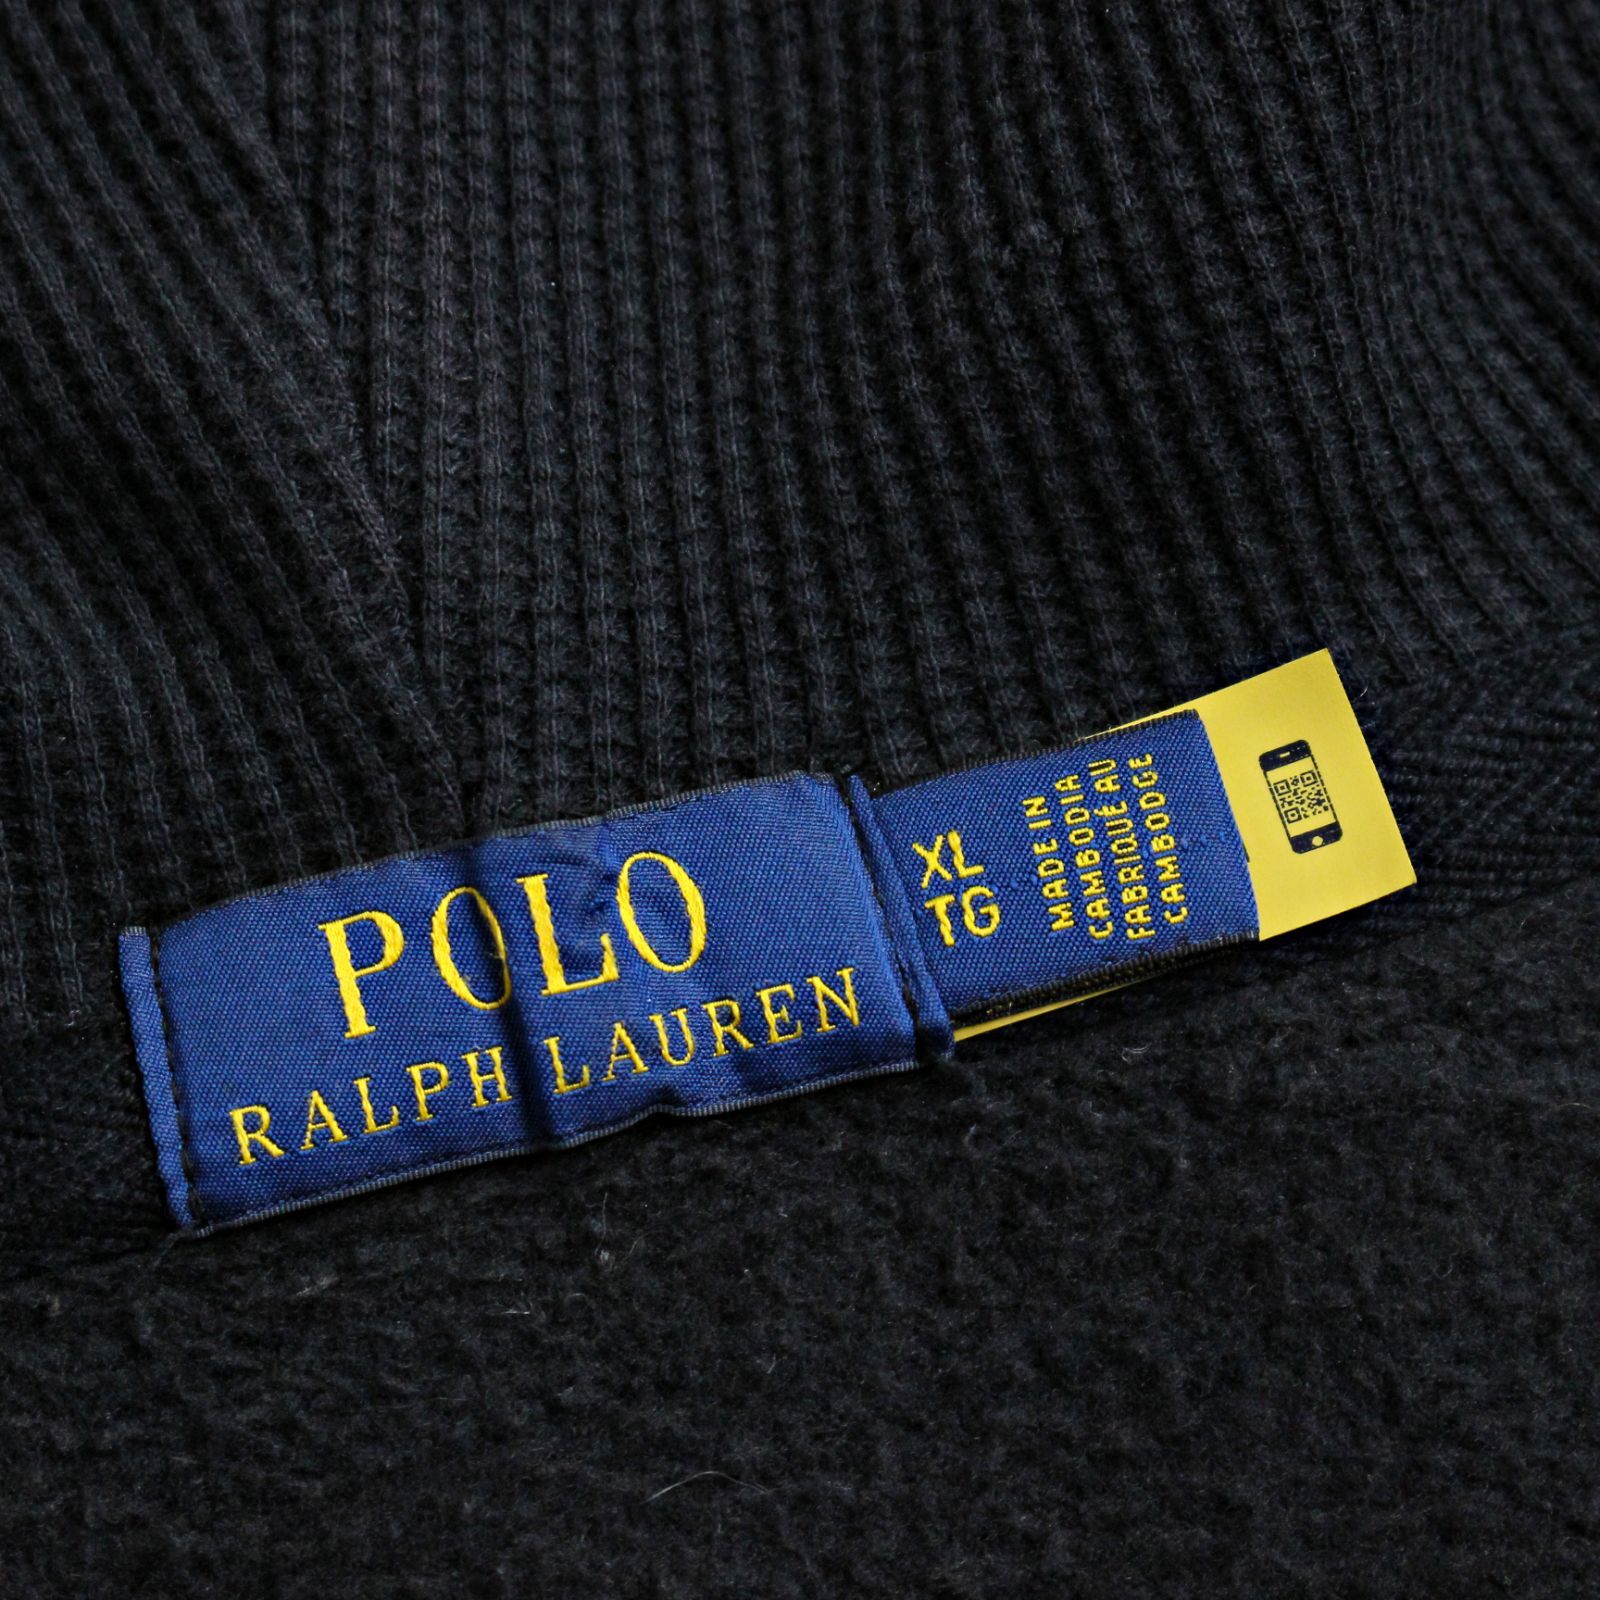 POLO
RALPH LAUREN
XL
TG
MADE IN
CAMBODIA
FABRIQUÉ AU
CAMBODGE